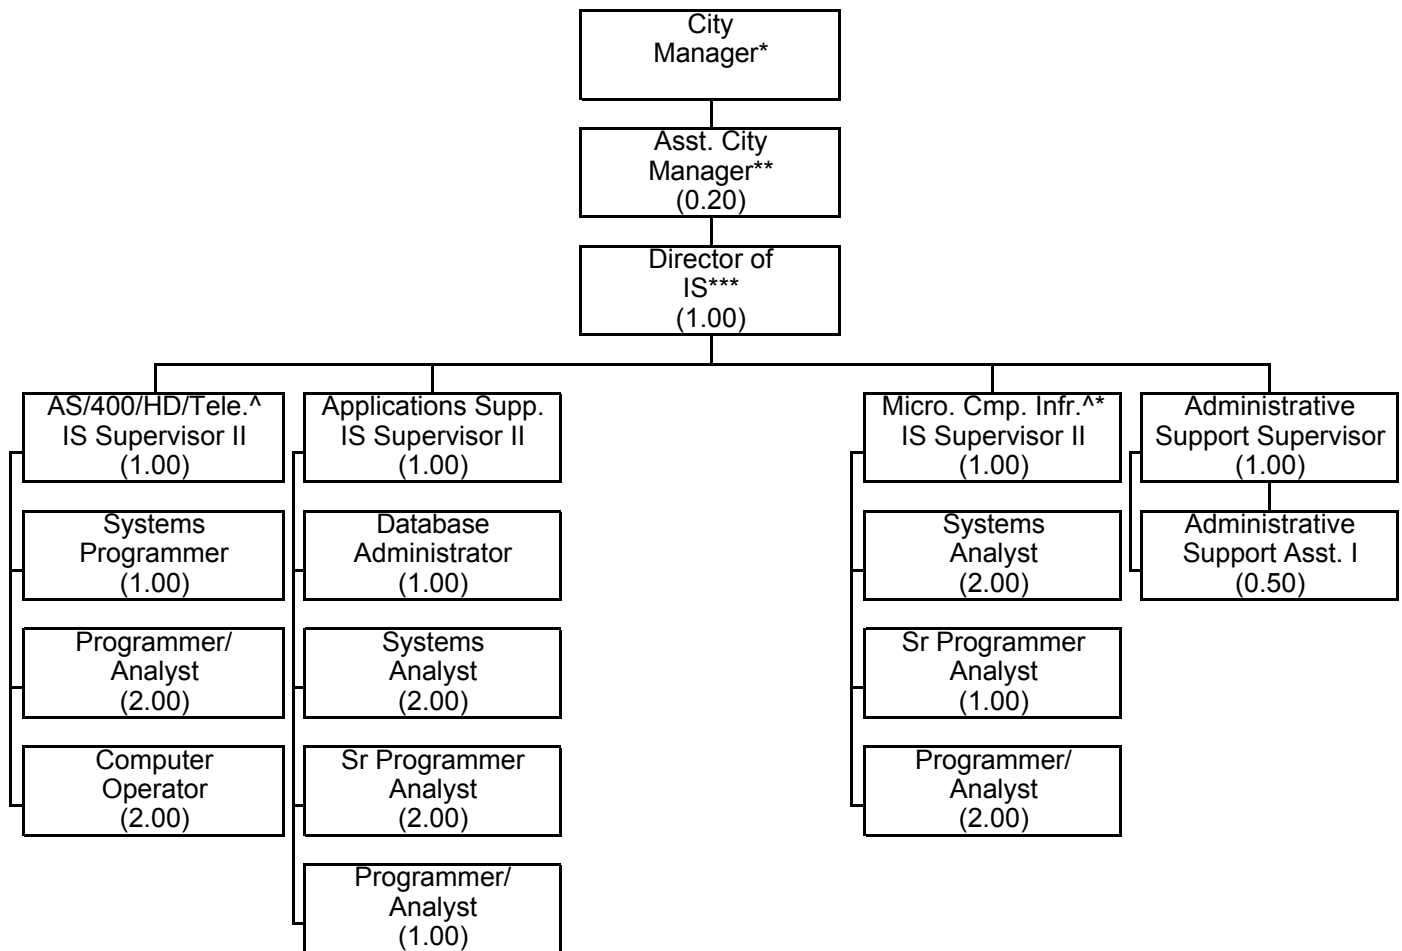 City
Manager*
Asst. City
Manager**
(0.20)
Director of
IS***
(1.00)
AS/400/HD/Tele.^
IS Supervisor II
(1.00)
Systems
Programmer
(1.00)
Programmer/
Analyst
(2.00)
Computer
Operator
(2.00)
Applications Supp.
IS Supervisor II
(1.00)
Database
Administrator
(1.00)
Systems
Analyst
(2.00)
Sr Programmer
Analyst
(2.00)
Programmer/
Analyst
(1.00)
Micro. Cmp. Infr.^*
IS Supervisor II
(1.00)
Systems
Analyst
(2.00)
Sr Programmer
Analyst
(1.00)
Programmer/
Analyst
(2.00)
Administrative
Support Supervisor
(1.00)
Administrative
Support Asst. I
(0.50)